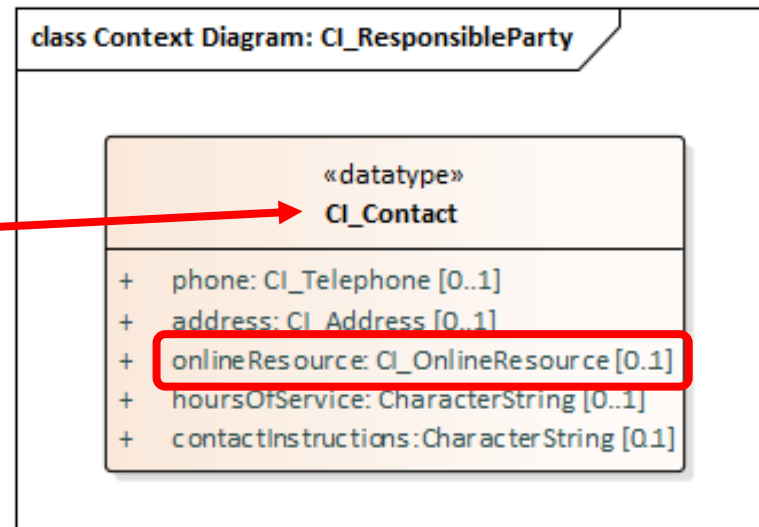 class Context Diagram: CI_ResponsibleParty
«datatype»
CI_Contact
+ phone: CI_Telephone [0..1]
+ address: CI_Address [0..1]
+ onlineResource: CI_OnlineResource [0..1]
+ hoursOfService: CharacterString [0..1]
+ contactInstructions: CharacterString [0..1]